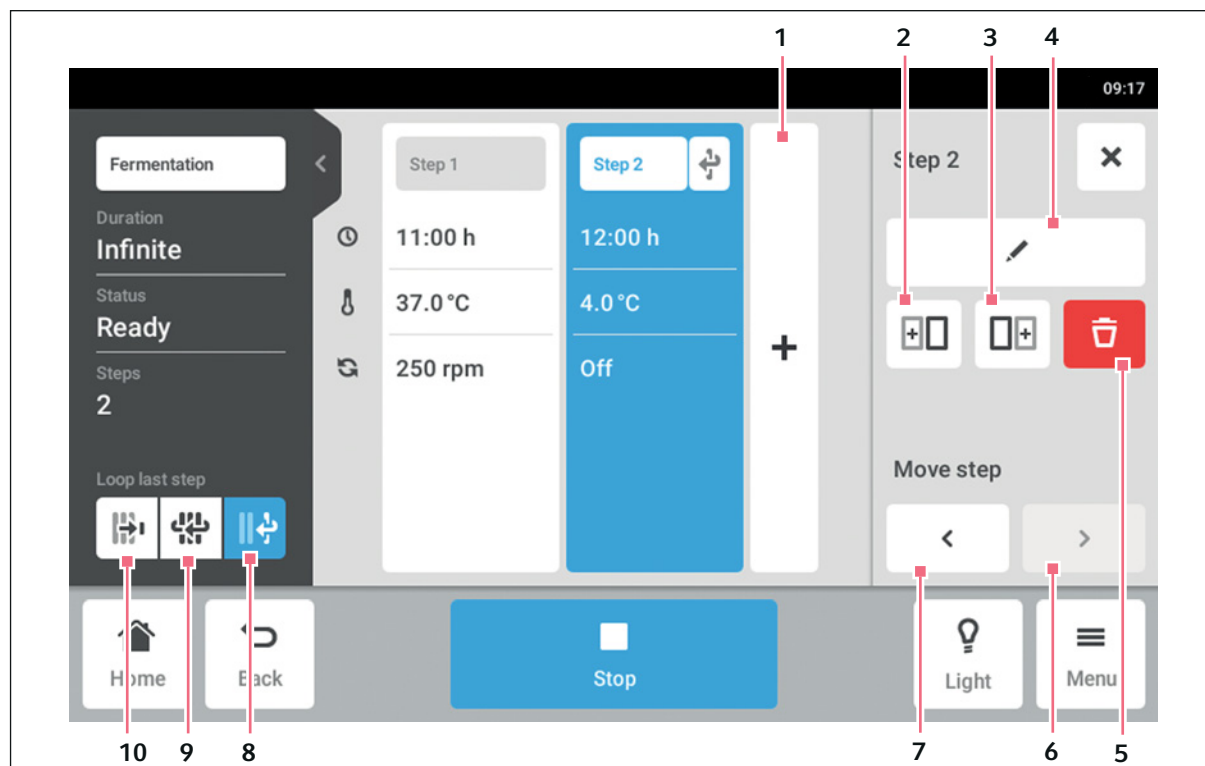 1 2 3 4
09:17
Fermentation
Duration
Infinite
Status
Ready
Steps
2
Loop last step
Step 1
11:00 h
37.0 °C
250 rpm
Step 2
12:00 h
4.0 °C
Off
+
Step 2
Move step
Home
Back
Stop
Light
Menu
10 9 8 7 6 5